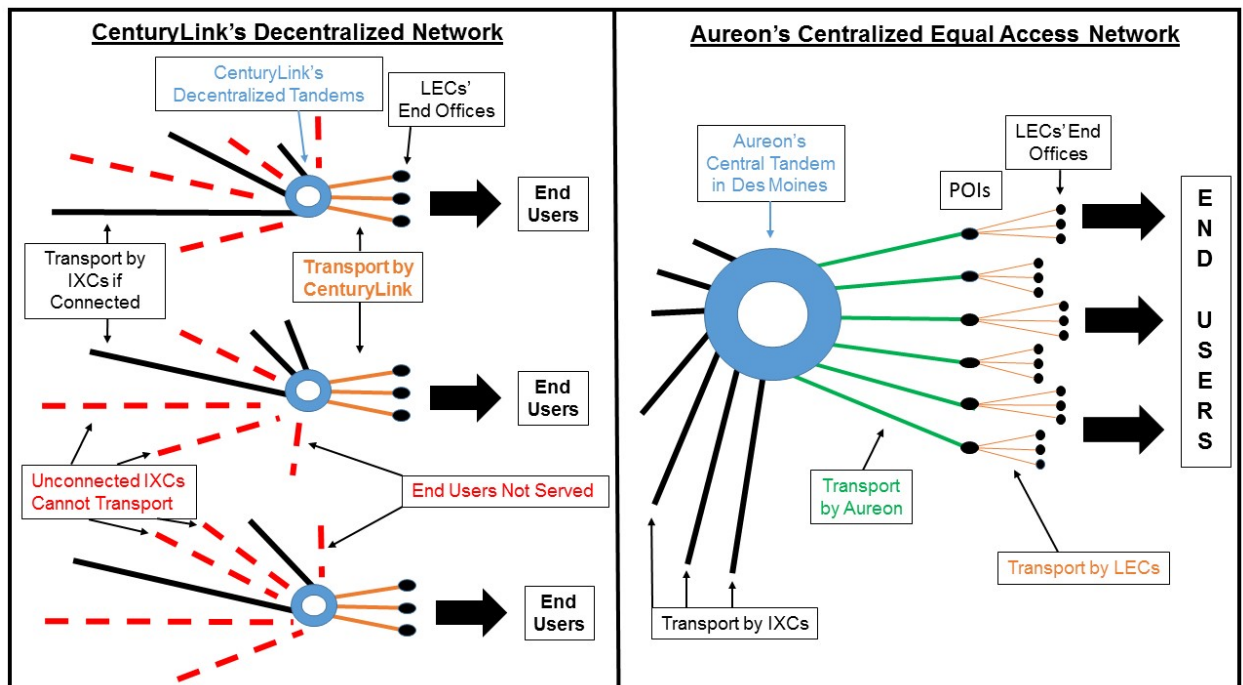 CenturyLink's Decentralized Network
CenturyLink's
Decentralized Tandems
LECs'
End Offices
End
Users
Transport by
IXCs if
Connected
Transport by
CenturyLink
End
Users
Unconnected IXCs
Cannot Transport
End Users Not Served
End
Users
Aureon's Centralized Equal Access Network
Aureon's
Central Tandem
in Des Moines
LECs' End
Offices
POIs
E
N
D
U
S
E
R
S
Transport
by Aureon
Transport by LECs
Transport by IXCs